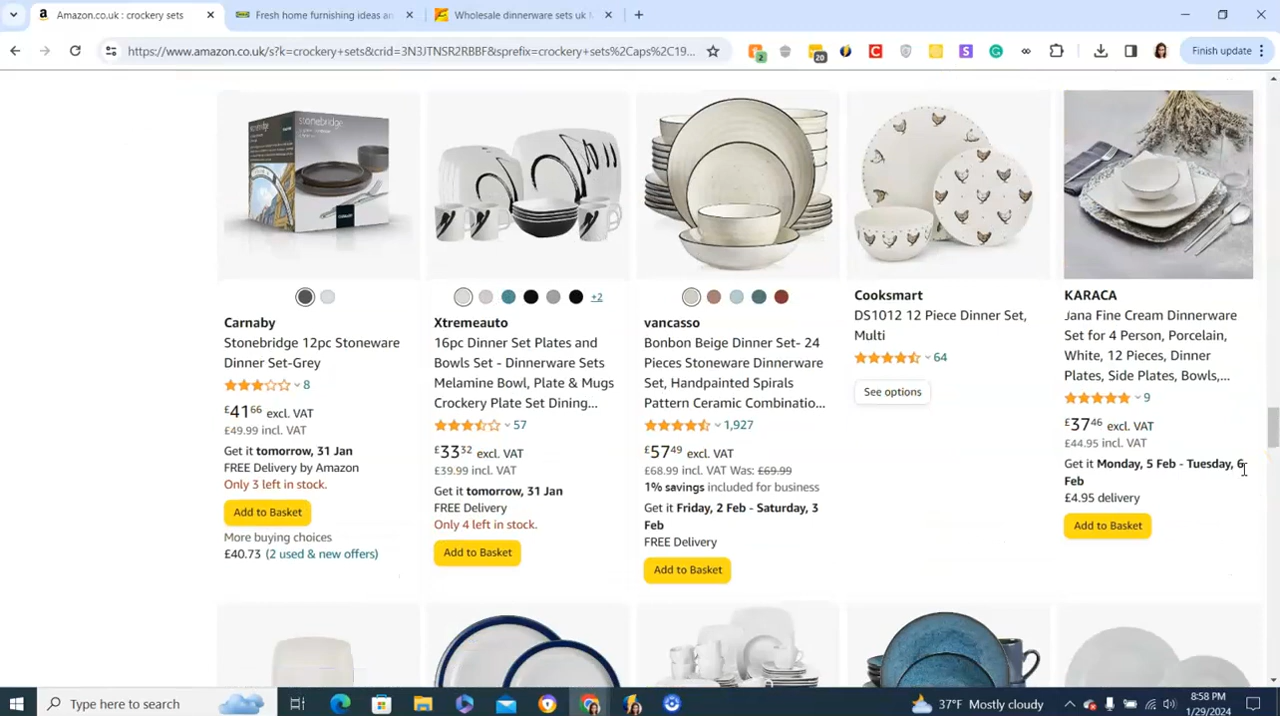 Amazon.co.uk : crockery sets
Fresh home furnishing ideas an
Wholesale dinnerware sets uk M
https://www.amazon.co.uk/s?k=crockery+sets&crid=3N3JTNSR2RBBF&sprefix=crockery+sets%2Caps%2C19...
2
20
C
S
G
Finish update
stonebridge
CARNABY
+2
Carnaby
Stonebridge 12pc Stoneware
Dinner Set-Grey
8
£41 66 excl. VAT
£49.99 incl. VAT
Get it tomorrow, 31 Jan
FREE Delivery by Amazon
Only 3 left in stock.
Add to Basket
More buying choices
£40.73 (2 used & new offers)
Xtremeauto
16pc Dinner Set Plates and
Bowls Set - Dinnerware Sets
Melamine Bowl, Plate & Mugs
Crockery Plate Set Dining...
57
£33 32 excl. VAT
£39.99 incl. VAT
Get it tomorrow, 31 Jan
FREE Delivery
Only 4 left in stock.
Add to Basket
vancasso
Bonbon Beige Dinner Set- 24
Pieces Stoneware Dinnerware
Set, Handpainted Spirals
Pattern Ceramic Combinatio...
1,927
£57 49 excl. VAT
£68.99 incl. VAT Was: £69.99
1% savings included for business
Get it Friday, 2 Feb - Saturday, 3
Feb
FREE Delivery
Add to Basket
Cooksmart
DS1012 12 Piece Dinner Set,
Multi
64
See options
KARACA
Jana Fine Cream Dinnerware
Set for 4 Person, Porcelain,
White, 12 Pieces, Dinner
Plates, Side Plates, Bowls,...
9
£37 46 excl. VAT
£44.95 incl. VAT
Get it Monday, 5 Feb - Tuesday, 6
Feb
£4.95 delivery
Add to Basket
Type here to search
37°F Mostly cloudy
8:58 PM
1/29/2024